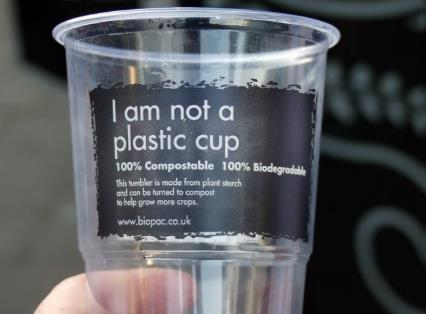 I am not a
plastic cup
100% Compostable 100% Biodegradable
This tumbler is made from plant starch
and can be turned to compost
to help grow more crops.
www.biopac.co.uk